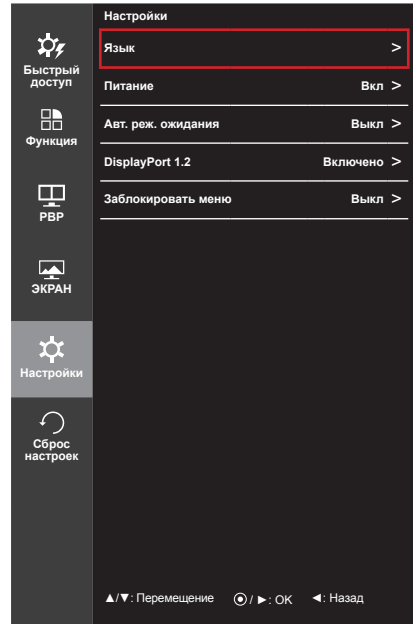 Быстрый
доступ
Функция
PBP
ЭКРАН
Настройки
Сброс
настроек
Настройки
Язык >
Питание Вкл >
Авт. реж. ожидания Выкл >
DisplayPort 1.2 Включено >
Заблокировать меню Выкл >
▲/▼: Перемещение ◉ / ►: OK ◄: Назад